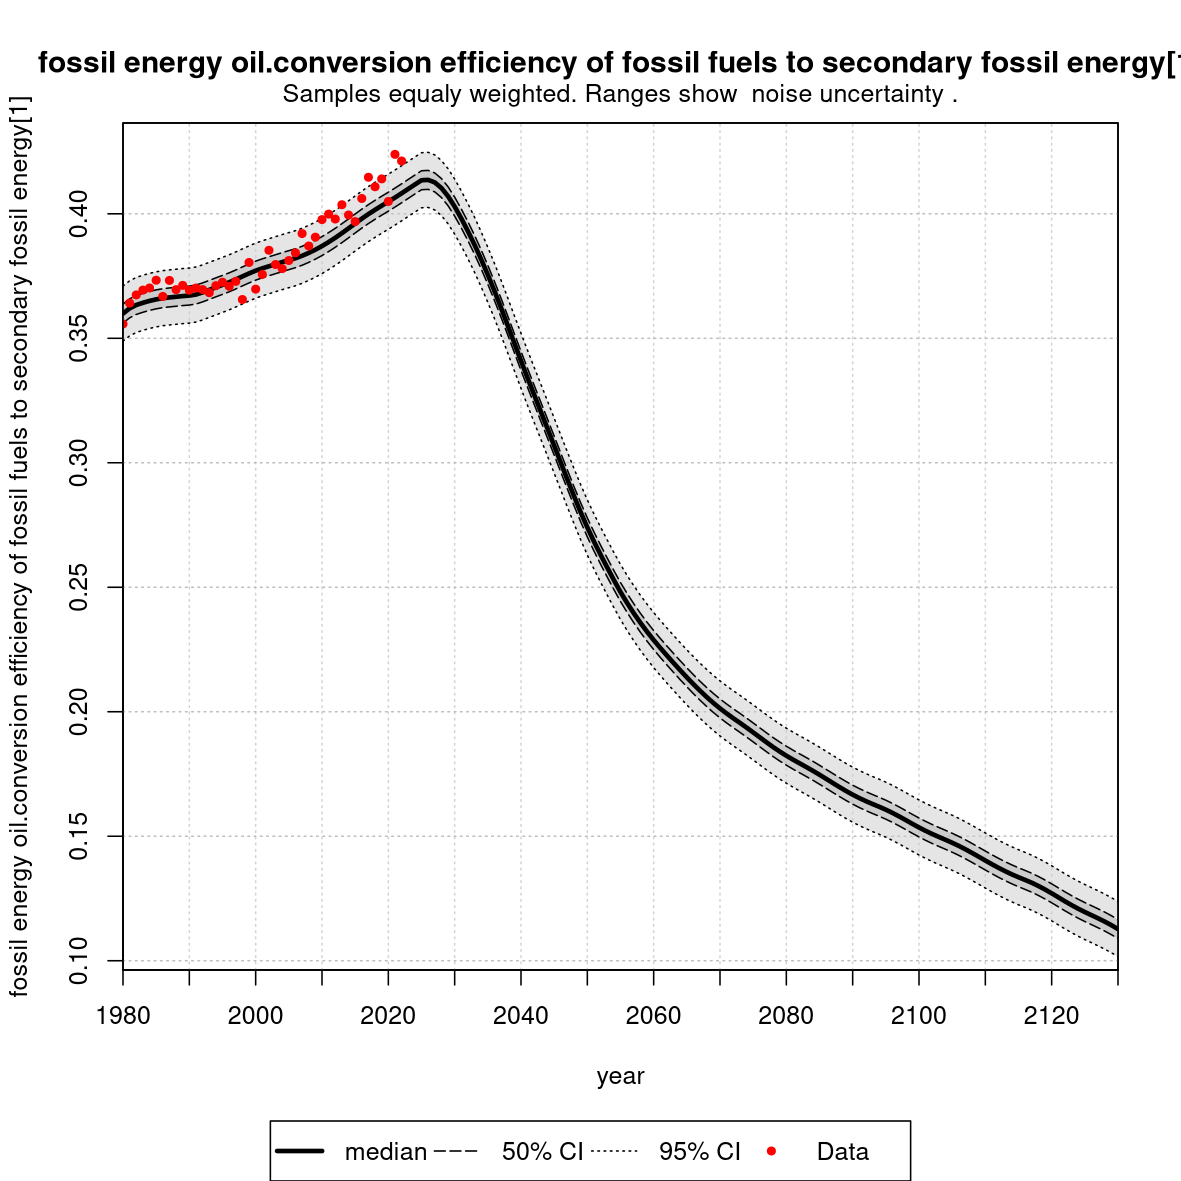 fossil energy oil.conversion efficiency of fossil fuels to secondary fossil energy[
Samples equaly weighted. Ranges show  noise uncertainty .
fossil energy oil.conversion efficiency of fossil fuels to secondary fossil energy[1]
0.40
0.35
0.30
0.25
0.20
0.15
0.10
1980 2000 2020 2040 2060 2080 2100 2120
year
median 50% CI 95% CI Data